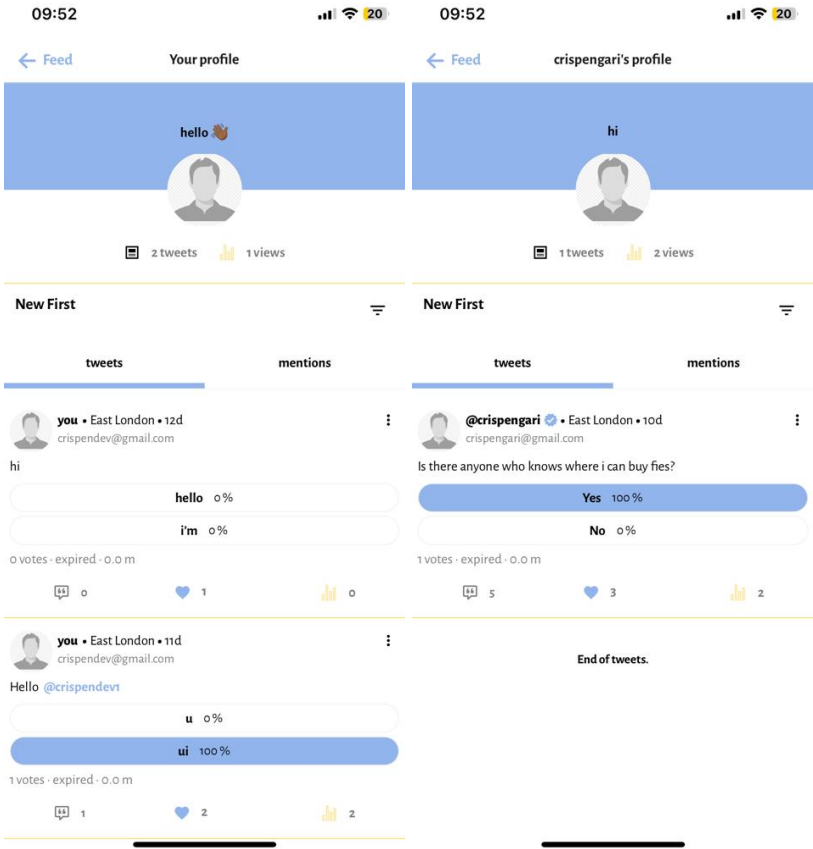 09:52
20
Feed
Your profile
hello 👋🏾
2 tweets 1 views
New First
tweets mentions
you • East London • 12d
crispendev@gmail.com
hi
hello 0%
i'm 0%
0 votes · expired · 0.0 m
0 1 0
you • East London • 11d
crispendev@gmail.com
Hello @crispendev1
u 0%
ui 100%
1 votes · expired · 0.0 m
1 2 2
09:52
20
Feed
crispengari's profile
hi
1 tweets 2 views
New First
tweets mentions
@crispengari • East London • 10d
crispengari@gmail.com
Is there anyone who knows where i can buy fies?
Yes 100%
No 0%
1 votes · expired · 0.0 m
5 3 2
End of tweets.